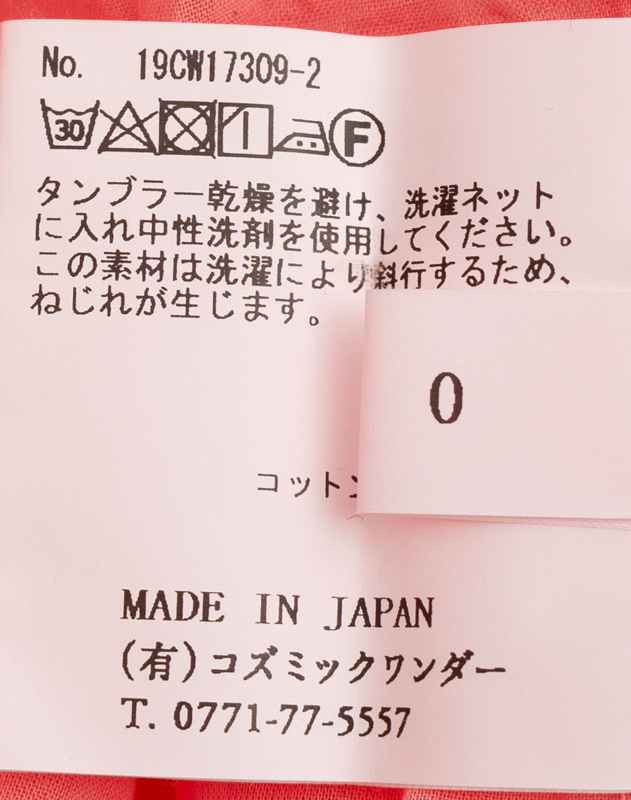 No. 19CW17309-2
30 F
タンブラー乾燥を避け、洗濯ネット
に入れ中性洗剤を使用してください。
この素材は洗濯により斜行するため、
ねじれが生じます。
0
コットン
MADE IN JAPAN
(有)コズミックワンダー
T. 0771-77-5557